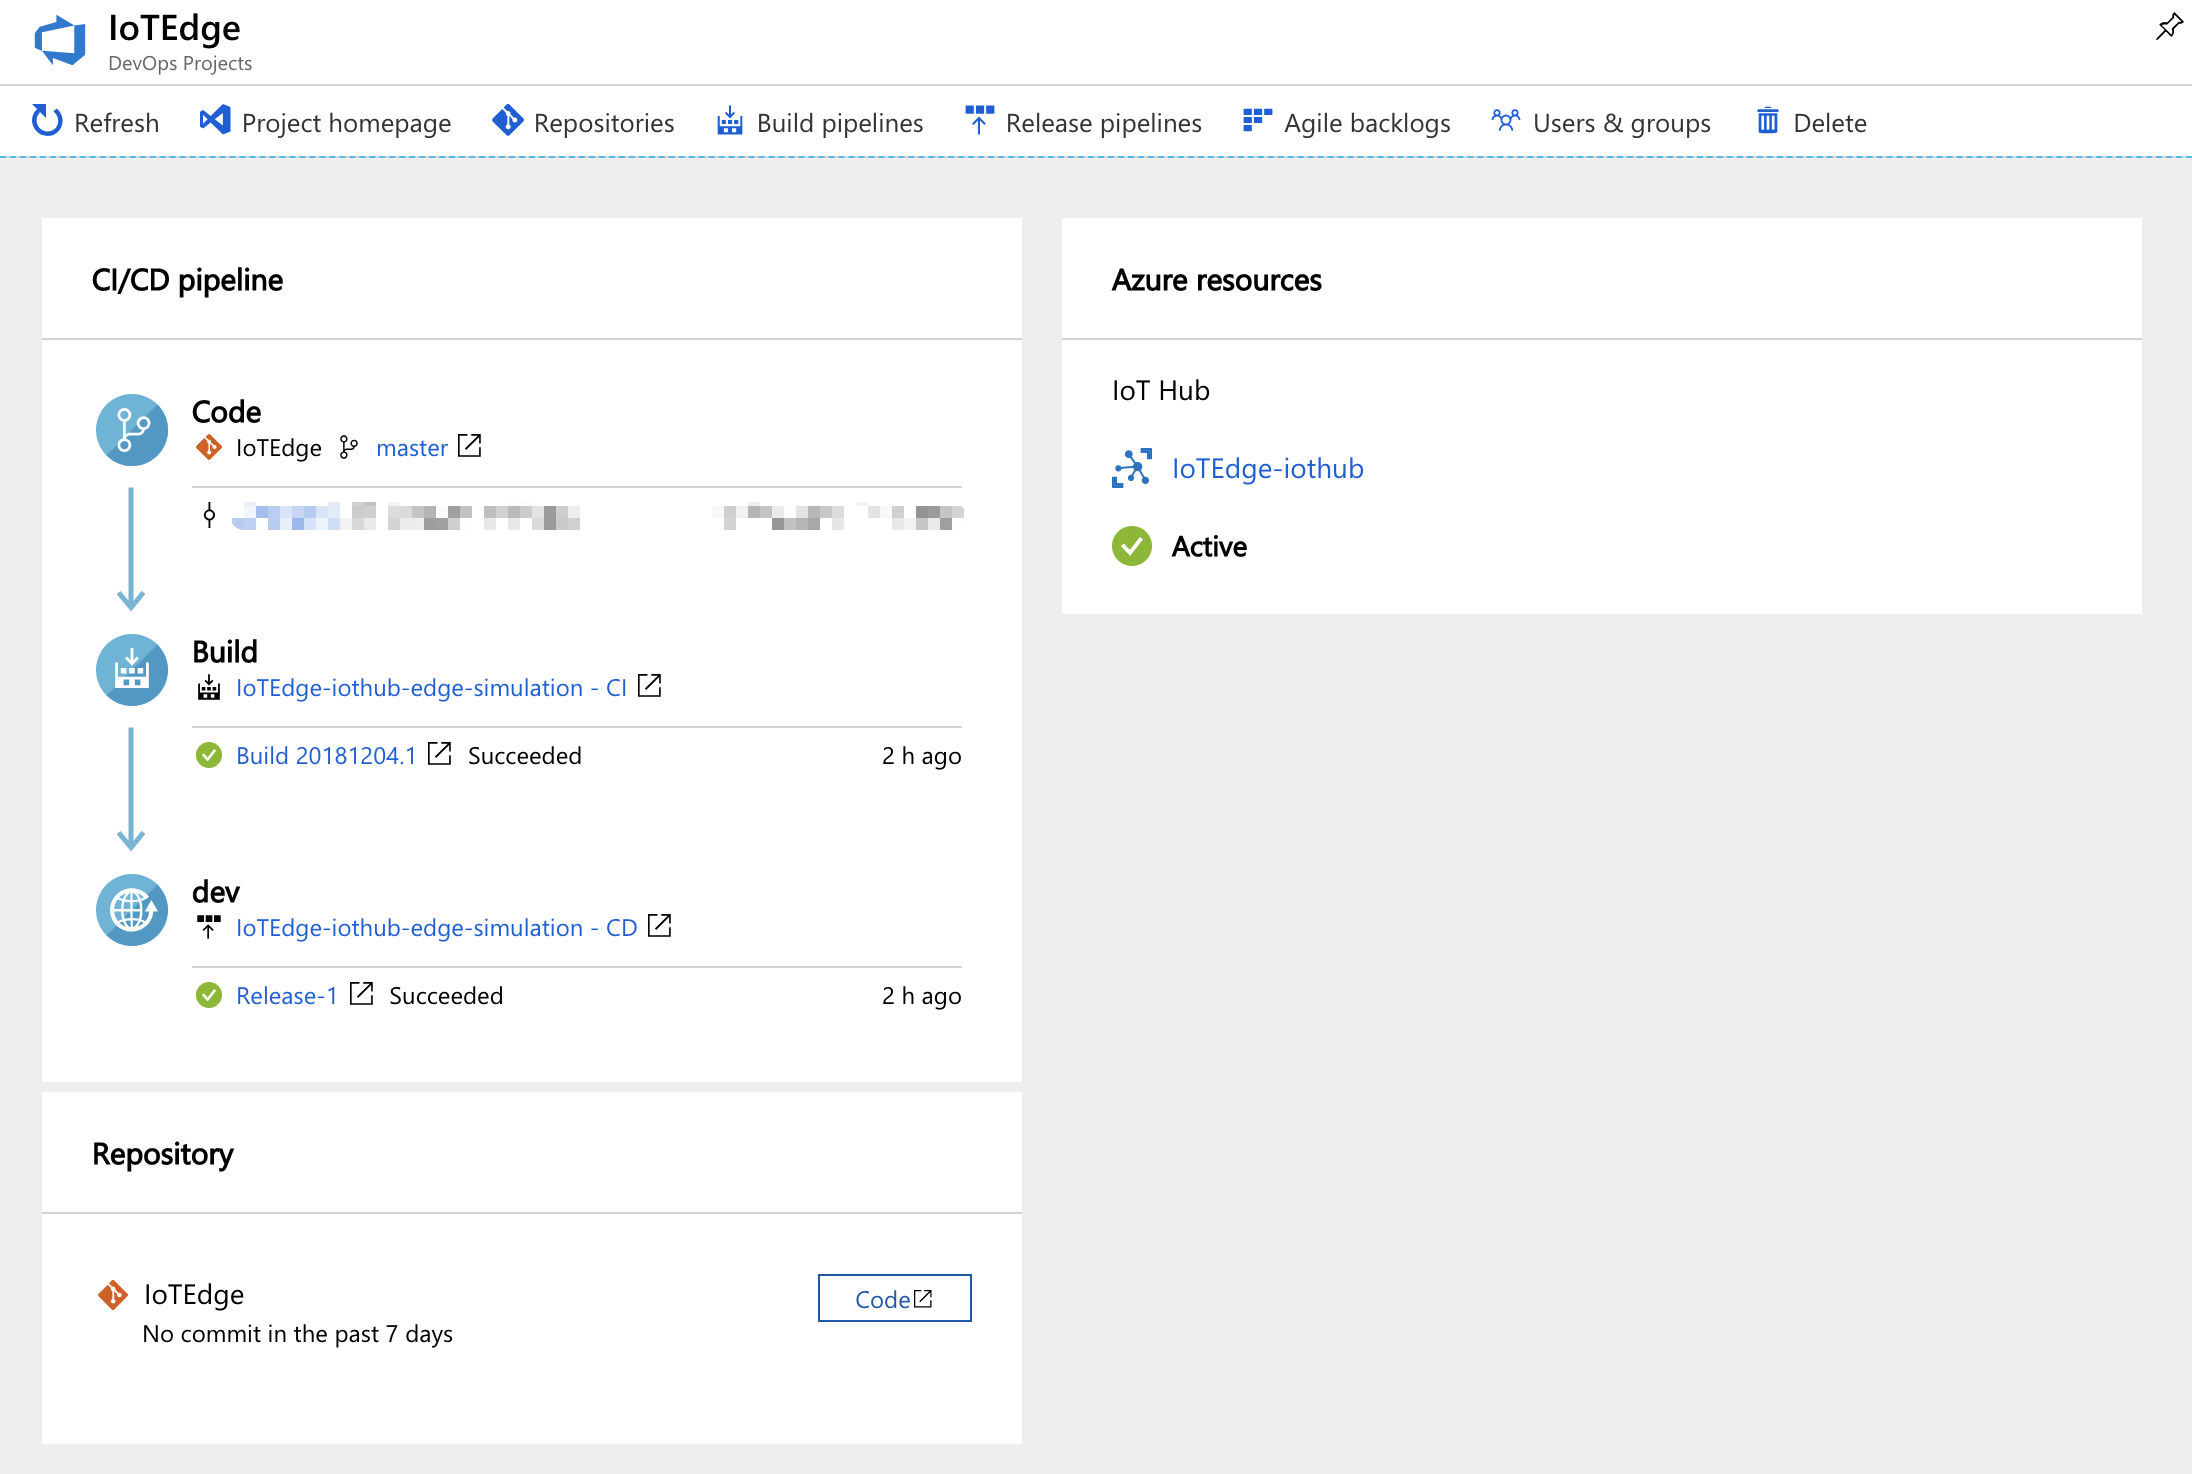 IoTEdge
DevOps Projects
Refresh Project homepage Repositories Build pipelines Release pipelines Agile backlogs Users & groups Delete
CI/CD pipeline
Code
IoTEdge master
Build
IoTEdge-iothub-edge-simulation - CI
Build 20181204.1 Succeeded 2 h ago
dev
IoTEdge-iothub-edge-simulation - CD
Release-1 Succeeded 2 h ago
Repository
IoTEdge
No commit in the past 7 days
Code
Azure resources
IoT Hub
IoTEdge-iothub
Active